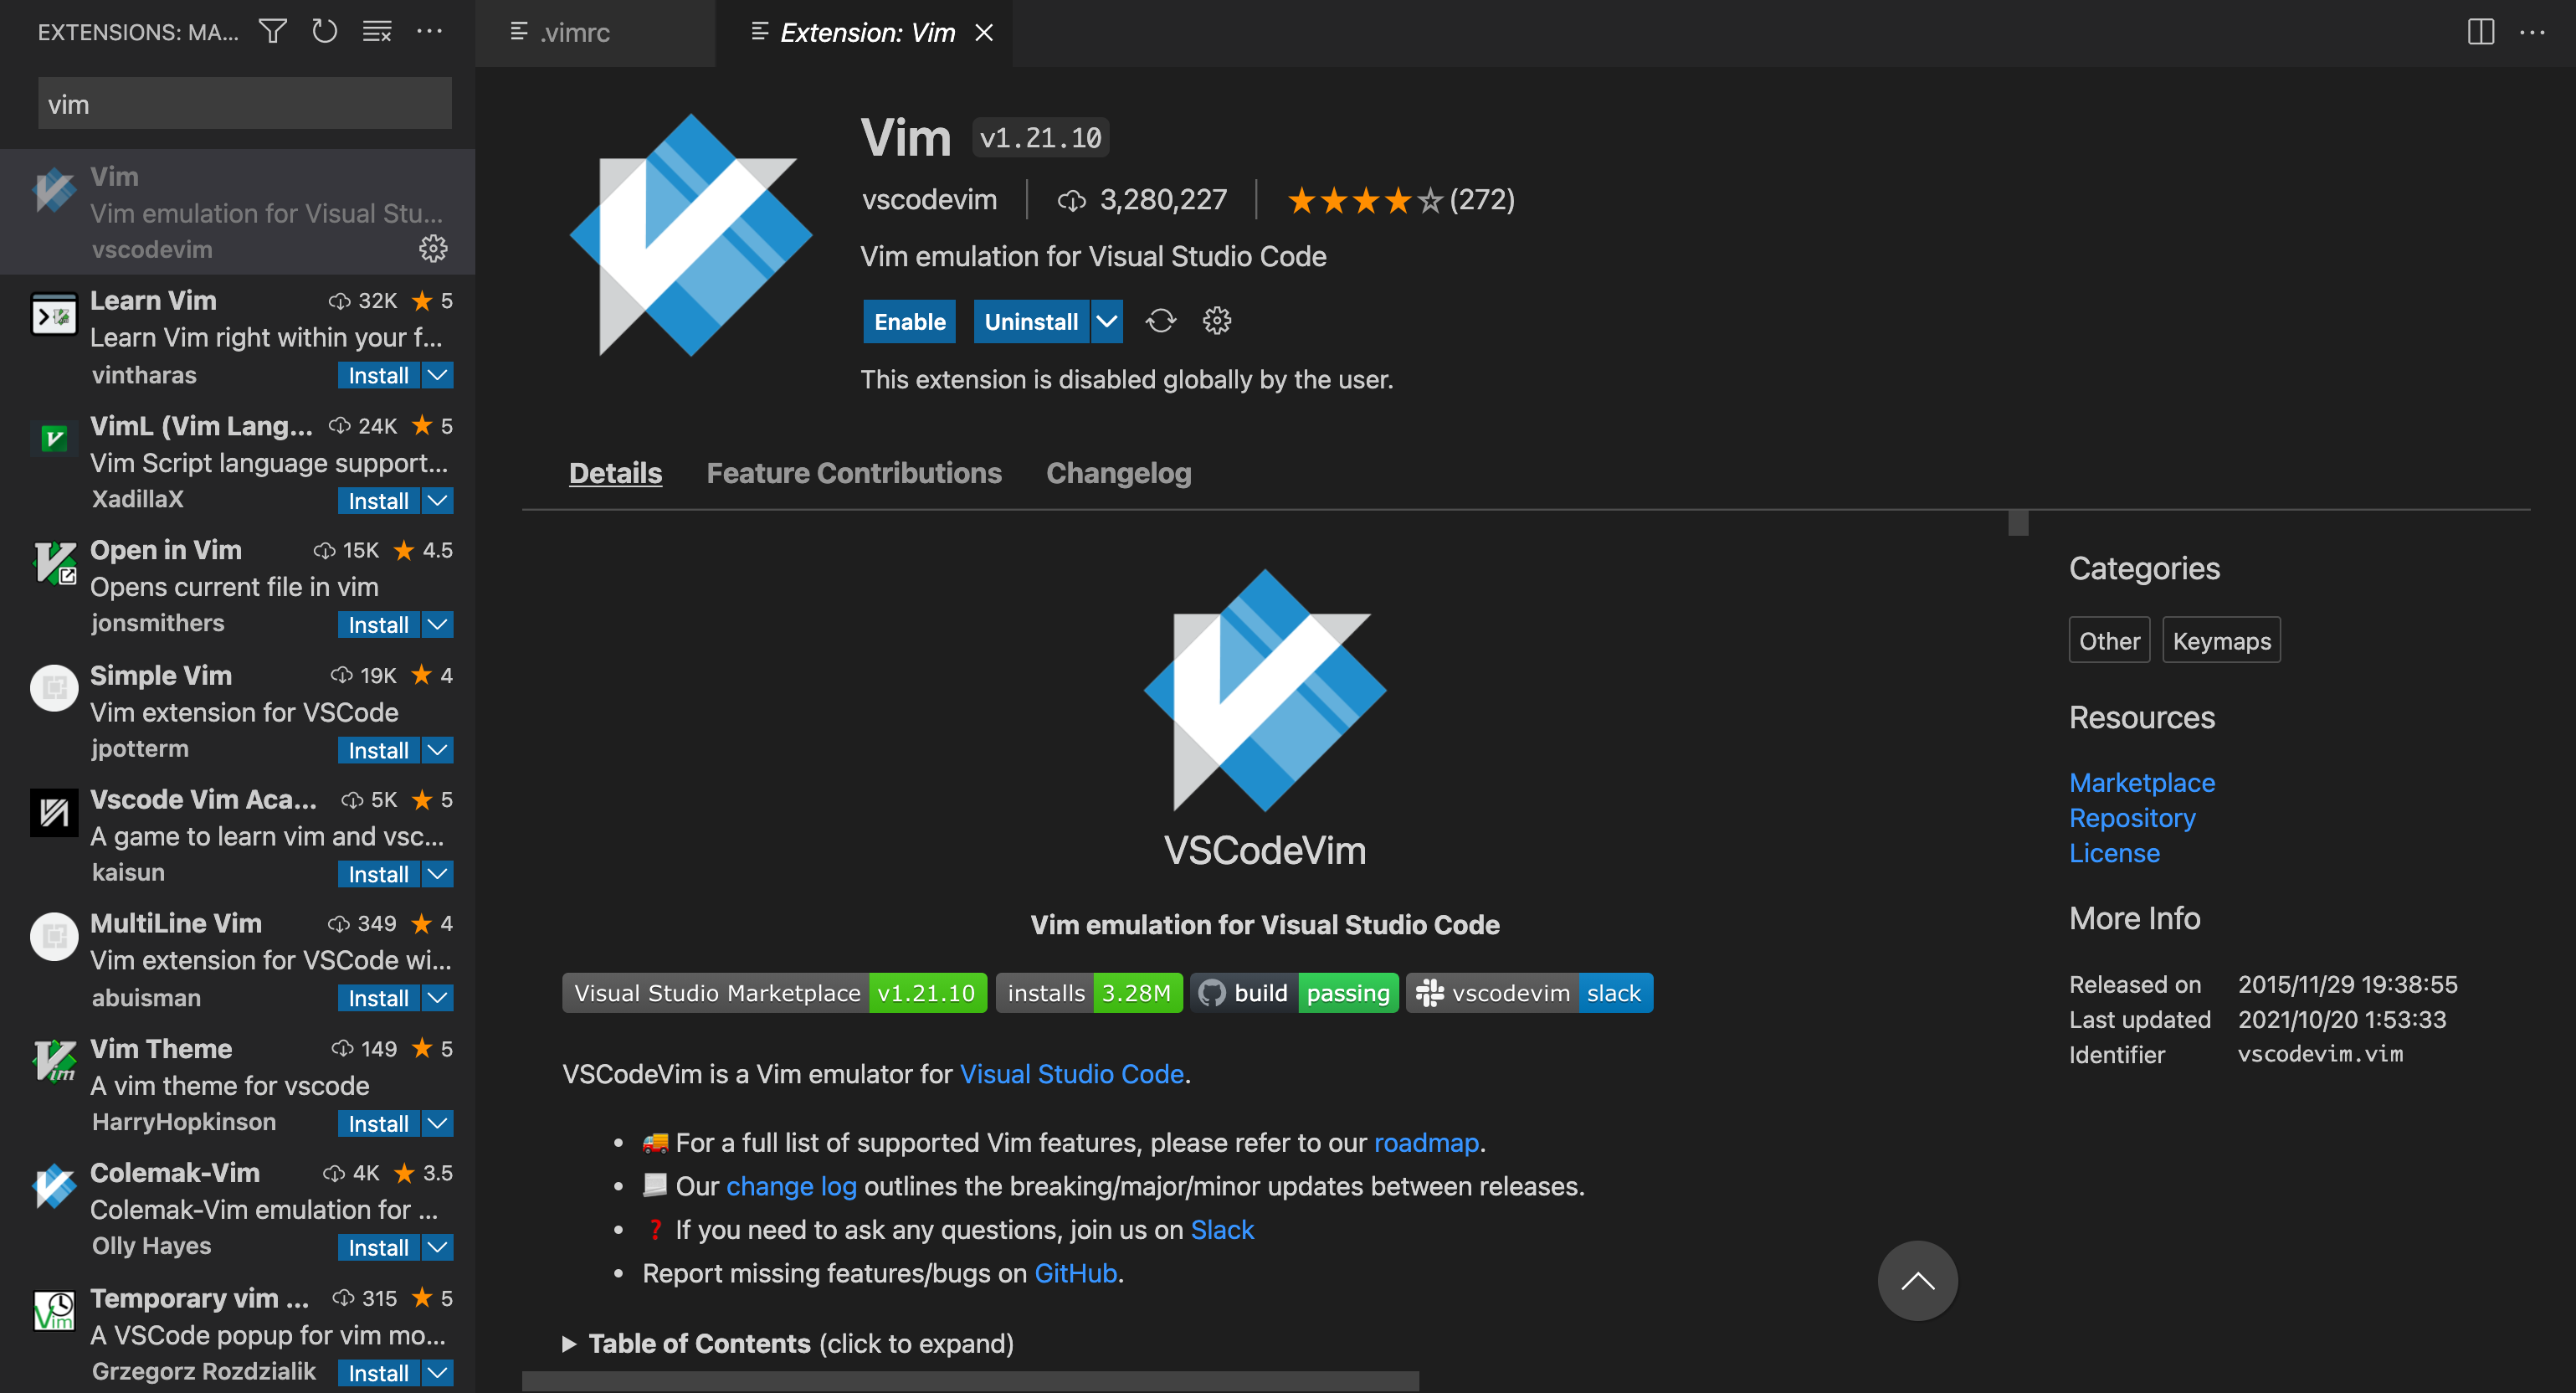 EXTENSIONS: MA...
vim
Vim
Vim emulation for Visual Stu...
vscodevim
Learn Vim 32K 5
Learn Vim right within your f...
vintharas Install
VimL (Vim Lang... 24K 5
Vim Script language support...
XadillaX Install
Open in Vim 15K 4.5
Opens current file in vim
jonsmithers Install
Simple Vim 19K 4
Vim extension for VSCode
jpotterm Install
Vscode Vim Aca... 5K 5
A game to learn vim and vsc...
kaisun Install
MultiLine Vim 349 4
Vim extension for VSCode wi...
abuisman Install
Vim Theme 149 5
A vim theme for vscode
HarryHopkinson Install
Colemak-Vim 4K 3.5
Colemak-Vim emulation for ...
Olly Hayes Install
Temporary vim ... 315 5
A VSCode popup for vim mo...
Grzegorz Rozdzialik Install
.vimrc Extension: Vim
Vim v1.21.10
vscodevim 3,280,227 (272)
Vim emulation for Visual Studio Code
Enable Uninstall
This extension is disabled globally by the user.
Details Feature Contributions Changelog
VSCodeVim
Vim emulation for Visual Studio Code
Visual Studio Marketplace v1.21.10 installs 3.28M build passing vscodevim slack
VSCodeVim is a Vim emulator for Visual Studio Code.
• 🚚 For a full list of supported Vim features, please refer to our roadmap.
• 📃 Our change log outlines the breaking/major/minor updates between releases.
• ❓ If you need to ask any questions, join us on Slack
• Report missing features/bugs on GitHub.
Table of Contents (click to expand)
Categories
Other Keymaps
Resources
Marketplace
Repository
License
More Info
Released on 2015/11/29 19:38:55
Last updated 2021/10/20 1:53:33
Identifier vscodevim.vim